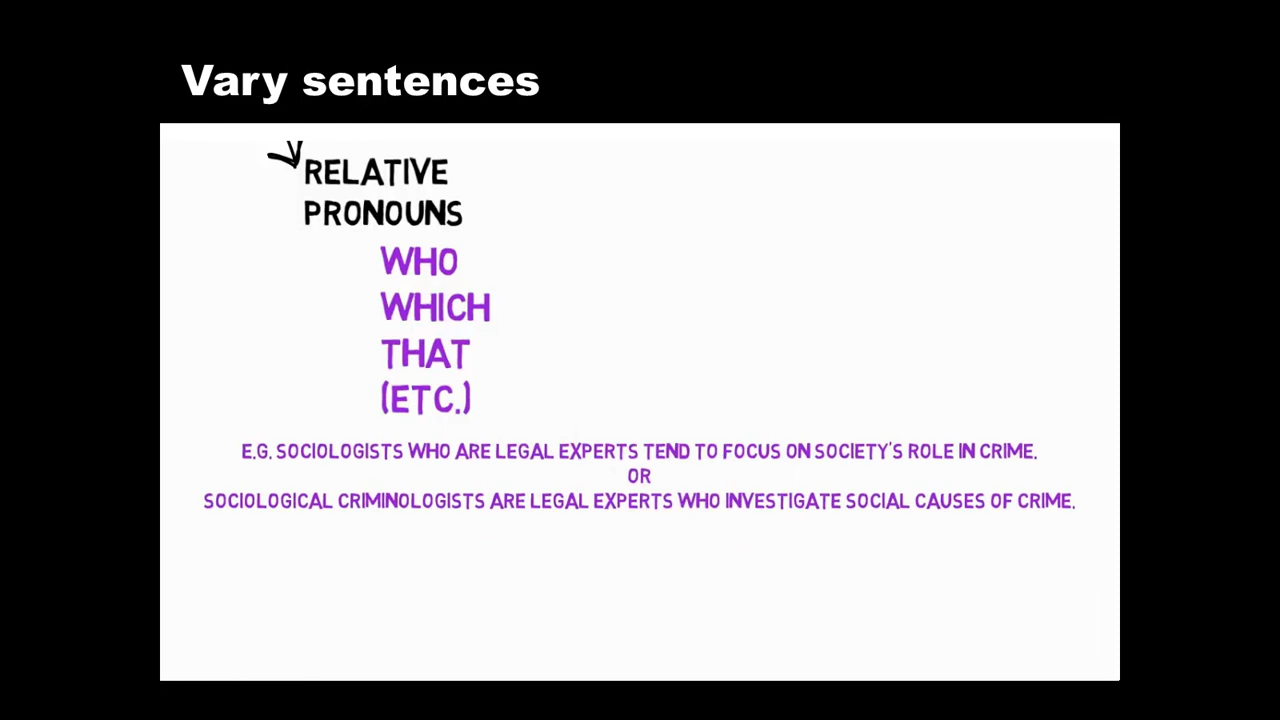 Vary sentences
RELATIVE
PRONOUNS
WHO
WHICH
THAT
(ETC.)
E.G. SOCIOLOGISTS WHO ARE LEGAL EXPERTS TEND TO FOCUS ON SOCIETY'S ROLE IN CRIME.
OR
SOCIOLOGICAL CRIMINOLOGISTS ARE LEGAL EXPERTS WHO INVESTIGATE SOCIAL CAUSES OF CRIME.